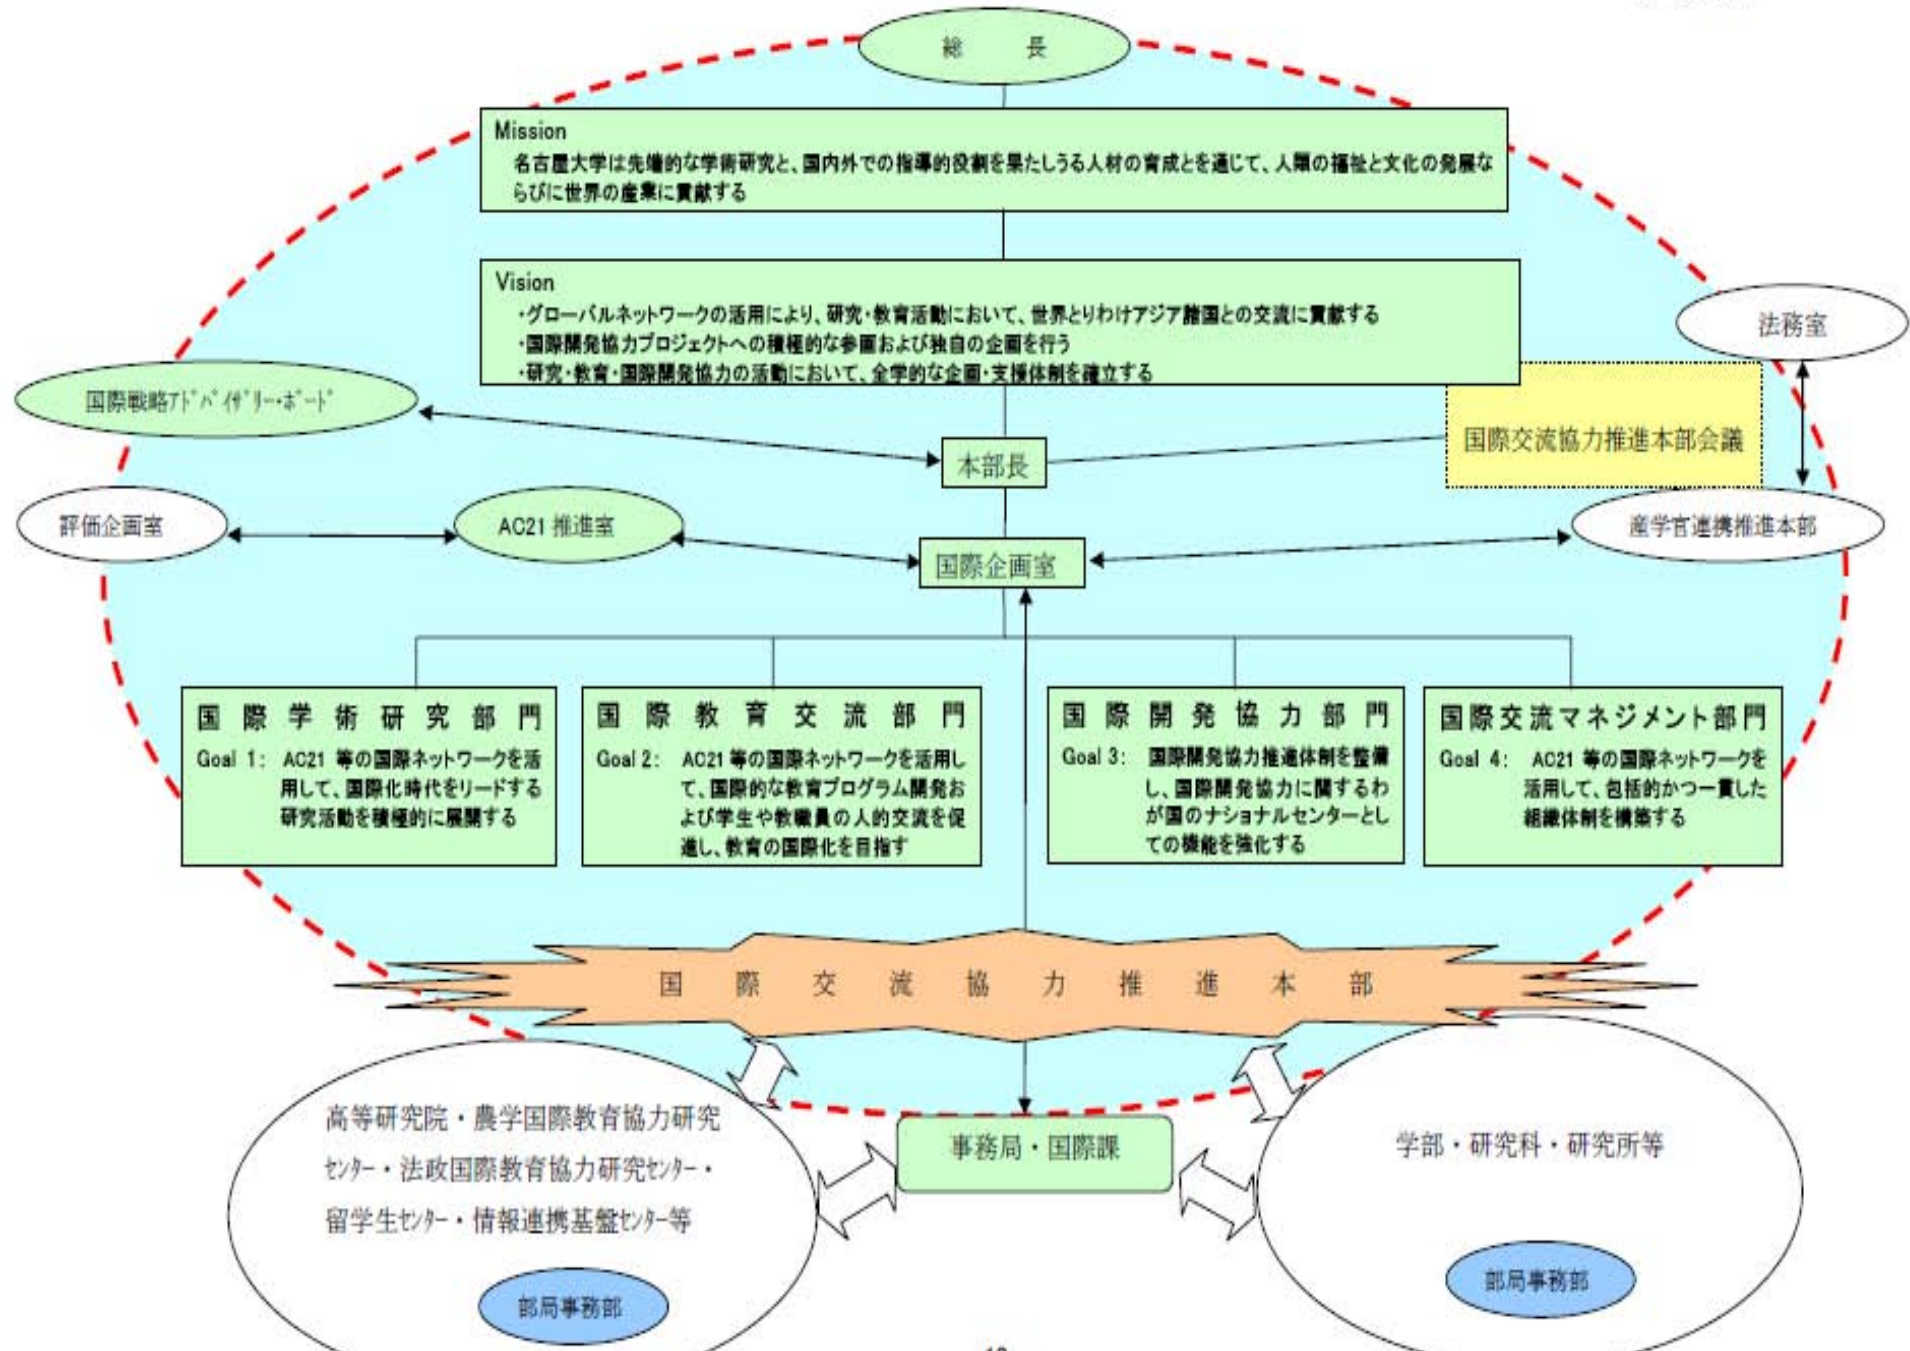 総 長
Mission
名古屋大学は先端的な学術研究と、国内外での指導的役割を果たしうる人材の育成とを通じて、人類の福祉と文化の発展な
らびに世界の産業に貢献する
Vision
・グローバルネットワークの活用により、研究・教育活動において、世界とりわけアジア諸国との交流に貢献する
・国際開発協力プロジェクトへの積極的な参画および独自の企画を行う
・研究・教育・国際開発協力の活動において、全学的な企画・支援体制を確立する
法務室
国際戦略ｱﾄﾞﾊﾞｲｻﾞﾘｰ・ﾎﾞｰﾄﾞ
国際交流協力推進本部会議
本部長
評価企画室
AC21 推進室
国際企画室
産学官連携推進本部
国際学術研究部門
Goal 1: AC21 等の国際ネットワークを活
用して、国際化時代をリードする
研究活動を積極的に展開する
国際教育交流部門
Goal 2: AC21 等の国際ネットワークを活用し
て、国際的な教育プログラム開発お
よび学生や教職員の人的交流を促
進し、教育の国際化を目指す
国際開発協力部門
Goal 3: 国際開発協力推進体制を整備
し、国際開発協力に関するわ
が国のナショナルセンターとし
ての機能を強化する
国際交流マネジメント部門
Goal 4: AC21 等の国際ネットワークを
活用して、包括的かつ一貫した
組織体制を構築する
国際交流協力推進本部
高等研究院・農学国際教育協力研究
ｾﾝﾀｰ・法政国際教育協力研究ｾﾝﾀｰ・
留学生ｾﾝﾀｰ・情報連携基盤ｾﾝﾀｰ等
部局事務部
事務局・国際課
学部・研究科・研究所等
部局事務部